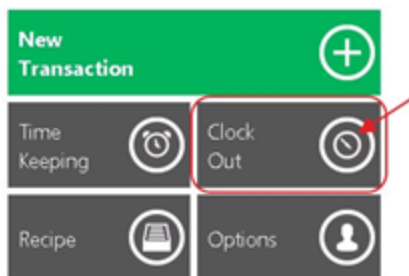 New
Transaction
Time
Keeping
Clock
Out
Recipe
Options